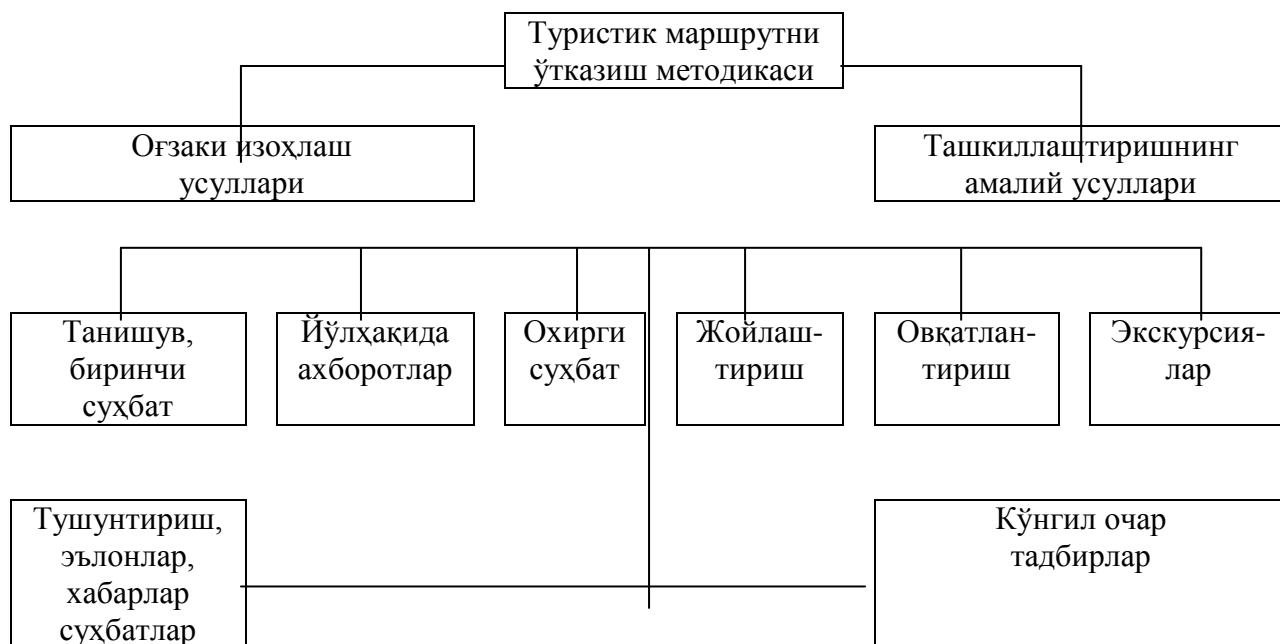 Туристик маршрутни
ўтказиш методикаси
Оғзаки изоҳлаш
усуллари
Ташкиллаштиришнинг
амалий усуллари
Танишув,
биринчи
суҳбат
Йўлҳақида
ахборотлар
Охирги
суҳбат
Жойлаш-
тириш
Овқатлан-
тириш
Экскурсия-
лар
Тушунтириш,
эълонлар,
хабарлар
суҳбатлар
Кўнгил очар
тадбирлар